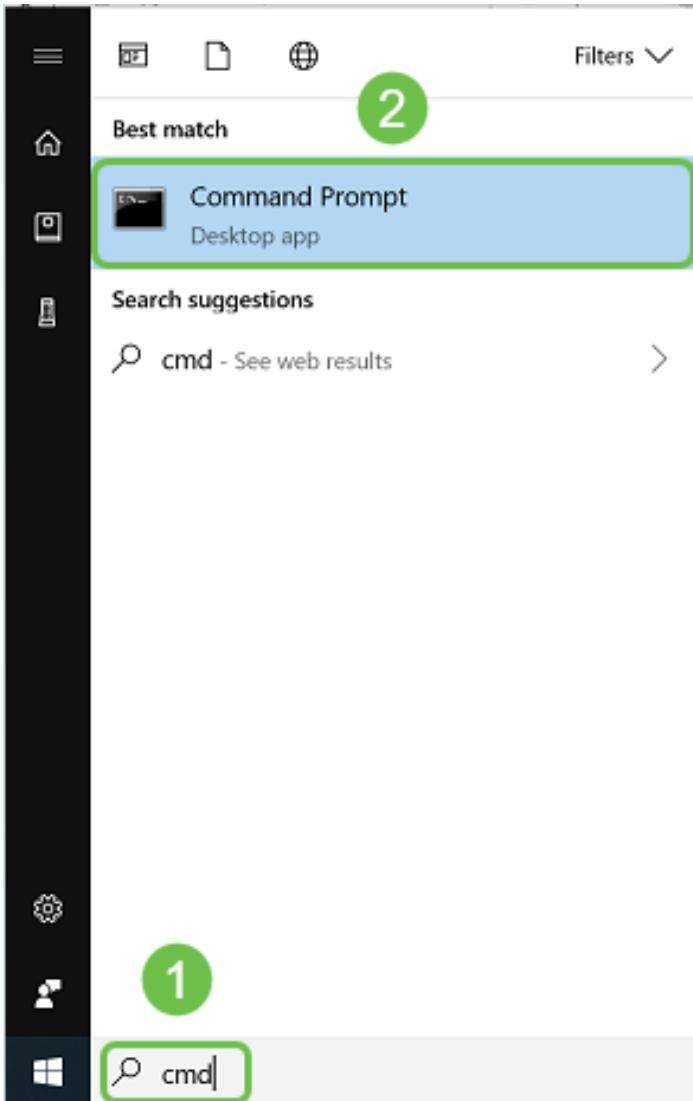 Filters
2
Best match
Command Prompt
Desktop app
Search suggestions
cmd - See web results
1
cmd